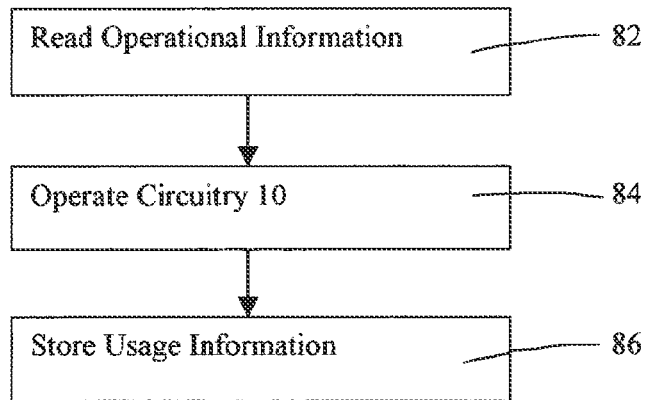 Read Operational Information
82
Operate Circuitry 10
84
Store Usage Information
86